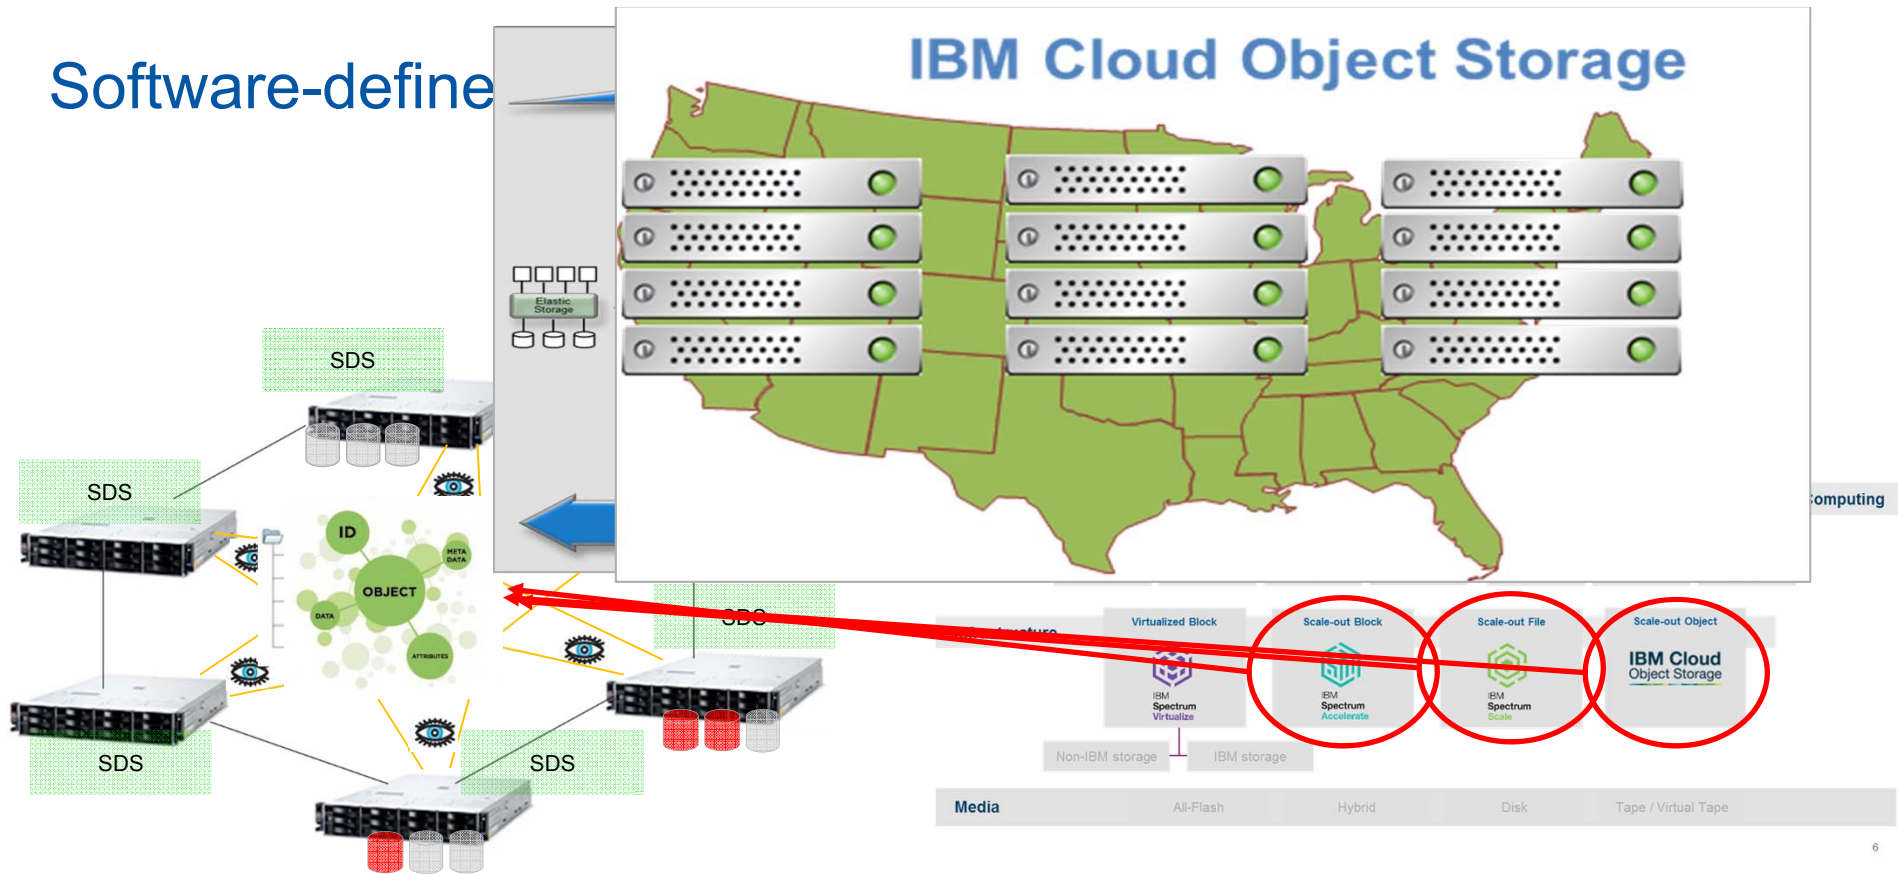 Software-define
IBM Cloud Object Storage
Elastic
Storage
SDS
SDS
ID
META
DATA
OBJECT
DATA
ATTRIBUTES
SDS
SDS
SDS
Computing
Virtualized Block
Scale-out Block
Scale-out File
Scale-out Object
IBM
Spectrum
Virtualize
IBM
Spectrum
Accelerate
IBM
Spectrum
Scale
IBM Cloud
Object Storage
Non-IBM storage
IBM storage
Media
All-Flash
Hybrid
Disk
Tape / Virtual Tape
6